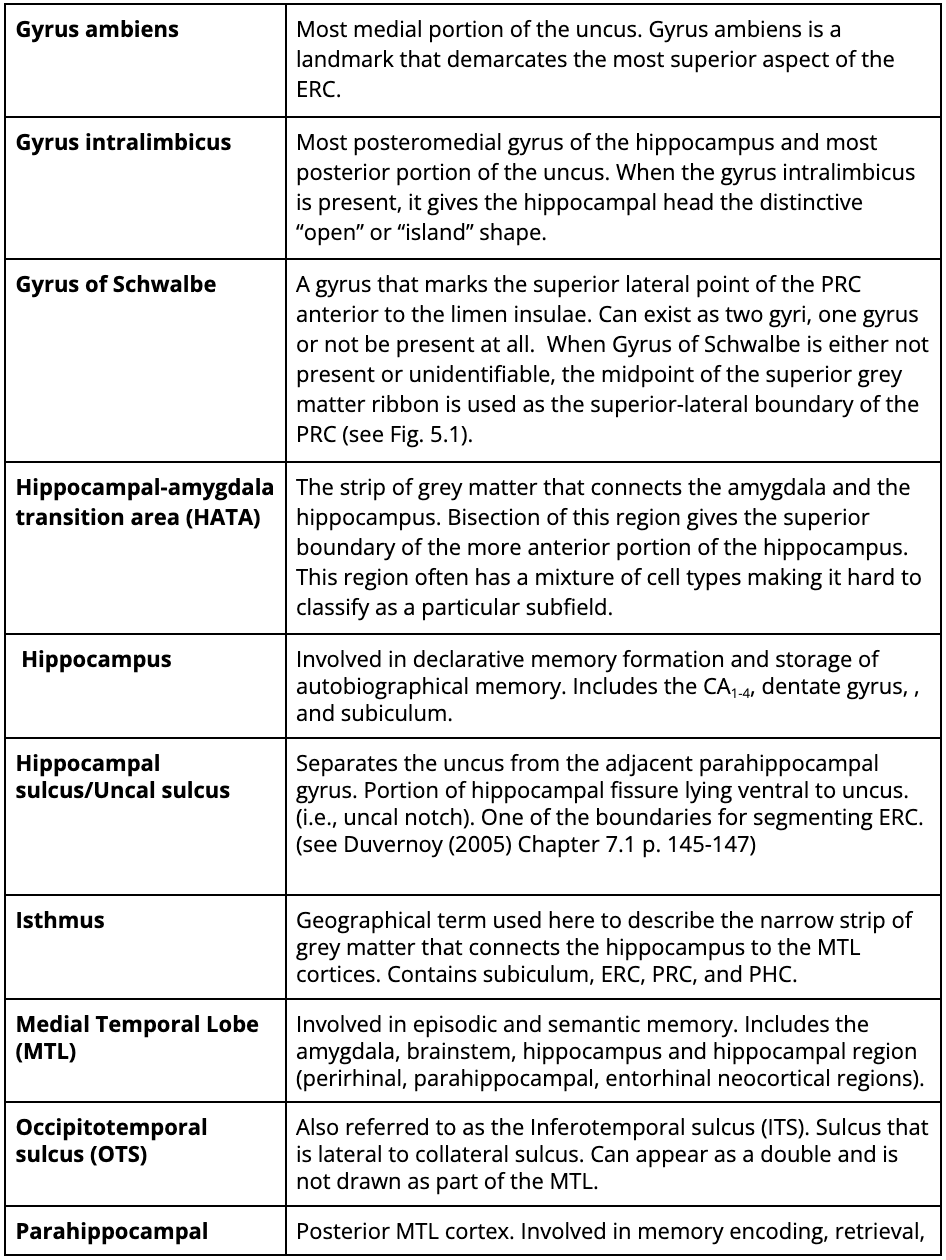 Gyrus ambiens
Most medial portion of the uncus. Gyrus ambiens is a
landmark that demarcates the most superior aspect of the
ERC.
Gyrus intralimbicus
Most posteromedial gyrus of the hippocampus and most
posterior portion of the uncus. When the gyrus intralimbicus
is present, it gives the hippocampal head the distinctive
“open” or “island” shape.
Gyrus of Schwalbe
A gyrus that marks the superior lateral point of the PRC
anterior to the limen insulae. Can exist as two gyri, one gyrus
or not be present at all.  When Gyrus of Schwalbe is either not
present or unidentifiable, the midpoint of the superior grey
matter ribbon is used as the superior-lateral boundary of the
PRC (see Fig. 5.1).
Hippocampal-amygdala
transition area (HATA)
The strip of grey matter that connects the amygdala and the
hippocampus. Bisection of this region gives the superior
boundary of the more anterior portion of the hippocampus.
This region often has a mixture of cell types making it hard to
classify as a particular subfield.
Hippocampus
Involved in declarative memory formation and storage of
autobiographical memory. Includes the CA1-4, dentate gyrus, ,
and subiculum.
Hippocampal
sulcus/Uncal sulcus
Separates the uncus from the adjacent parahippocampal
gyrus. Portion of hippocampal fissure lying ventral to uncus.
(i.e., uncal notch). One of the boundaries for segmenting ERC.
(see Duvernoy (2005) Chapter 7.1 p. 145-147)
Isthmus
Geographical term used here to describe the narrow strip of
grey matter that connects the hippocampus to the MTL
cortices. Contains subiculum, ERC, PRC, and PHC.
Medial Temporal Lobe
(MTL)
Involved in episodic and semantic memory. Includes the
amygdala, brainstem, hippocampus and hippocampal region
(perirhinal, parahippocampal, entorhinal neocortical regions).
Occipitotemporal
sulcus (OTS)
Also referred to as the Inferotemporal sulcus (ITS). Sulcus that
is lateral to collateral sulcus. Can appear as a double and is
not drawn as part of the MTL.
Parahippocampal
Posterior MTL cortex. Involved in memory encoding, retrieval,